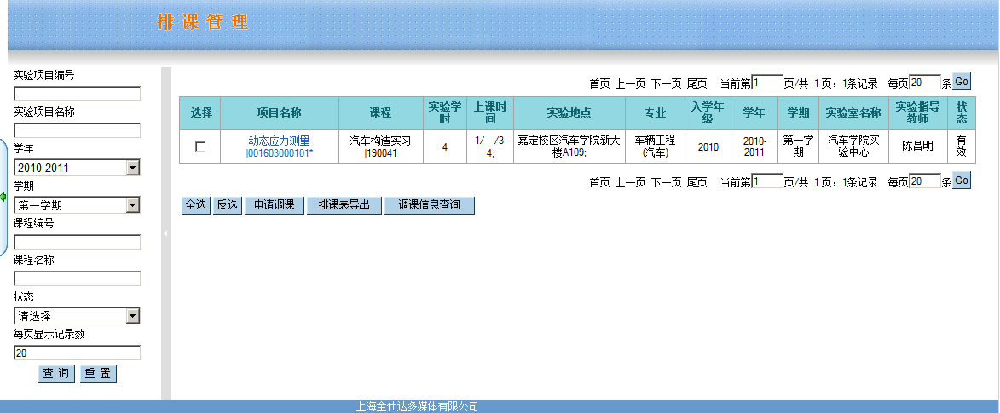 排课管理
实验项目编号
实验项目名称
学年
2010-2011
学期
第一学期
课程编号
课程名称
状态
请选择
每页显示记录数
20
查 询 重 置
首页 上一页 下一页 尾页 当前第1页/共 1页，1条记录 每页20条 Go
选择 项目名称 课程 实验学时 上课时间 实验地点 专业 入学年级 学年 学期 实验室名称 实验指导教师 状态
动态应力测量|001603000101* 汽车构造实习|190041 4 1/一/3-4; 嘉定校区汽车学院新大楼A109; 车辆工程(汽车) 2010 2010-2011 第一学期 汽车学院实验中心 陈昌明 有效
首页 上一页 下一页 尾页 当前第1页/共 1页，1条记录 每页20条 Go
全选 反选 申请调课 排课表导出 调课信息查询
上海金仕达多媒体有限公司